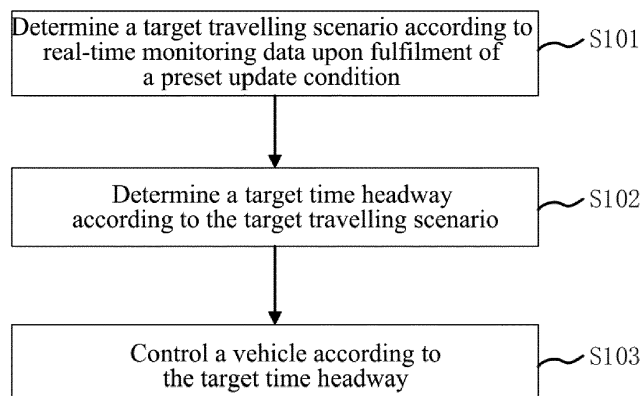 Determine a target travelling scenario according to
real-time monitoring data upon fulfilment of
a preset update condition
S101
Determine a target time headway
according to the target travelling scenario
S102
Control a vehicle according to
the target time headway
S103